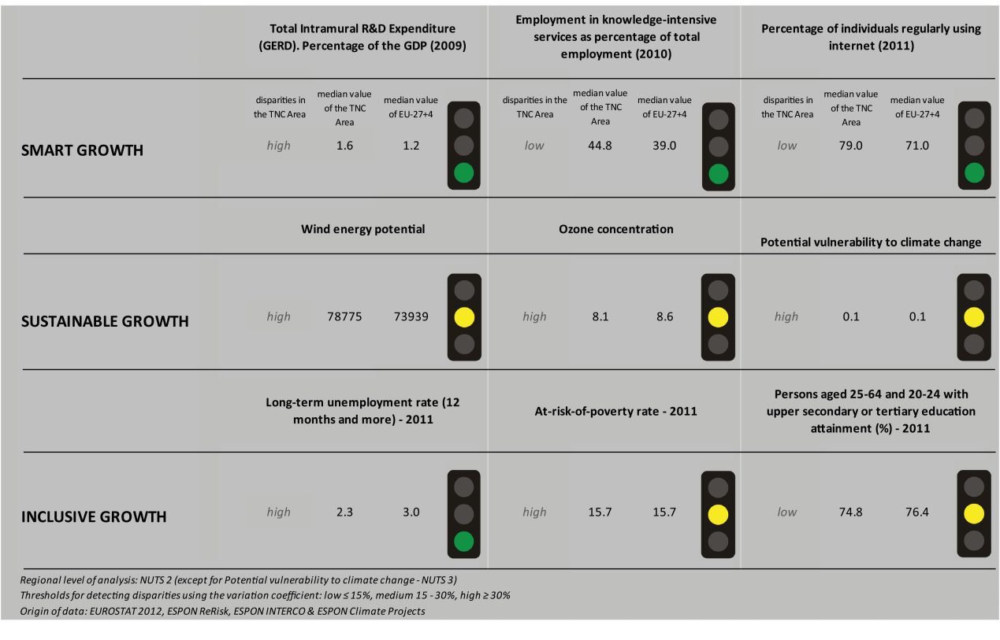 Total Intramural R&D Expenditure
(GERD). Percentage of the GDP (2009)
Employment in knowledge-intensive
services as percentage of total
employment (2010)
Percentage of individuals regularly using
internet (2011)
disparities in
the TNC Area
median value
of the TNC
Area
median value
of EU-27+4
disparities in the
TNC Area
median value
of the TNC
Area
median value
of EU-27+4
disparities in
the TNC Area
median value
of the TNC
Area
median value
of EU-27+4
SMART GROWTH
high 1.6 1.2 low 44.8 39.0 low 79.0 71.0
Wind energy potential
Ozone concentration
Potential vulnerability to climate change
SUSTAINABLE GROWTH
high 78775 73939 high 8.1 8.6 high 0.1 0.1
Long-term unemployment rate (12
months and more) - 2011
At-risk-of-poverty rate - 2011
Persons aged 25-64 and 20-24 with
upper secondary or tertiary education
attainment (%) - 2011
INCLUSIVE GROWTH
high 2.3 3.0 high 15.7 15.7 low 74.8 76.4
Regional level of analysis: NUTS 2 (except for Potential vulnerability to climate change - NUTS 3)
Thresholds for detecting disparities using the variation coefficient: low ≤ 15%, medium 15 - 30%, high ≥ 30%
Origin of data: EUROSTAT 2012, ESPON ReRisk, ESPON INTERCO & ESPON Climate Projects